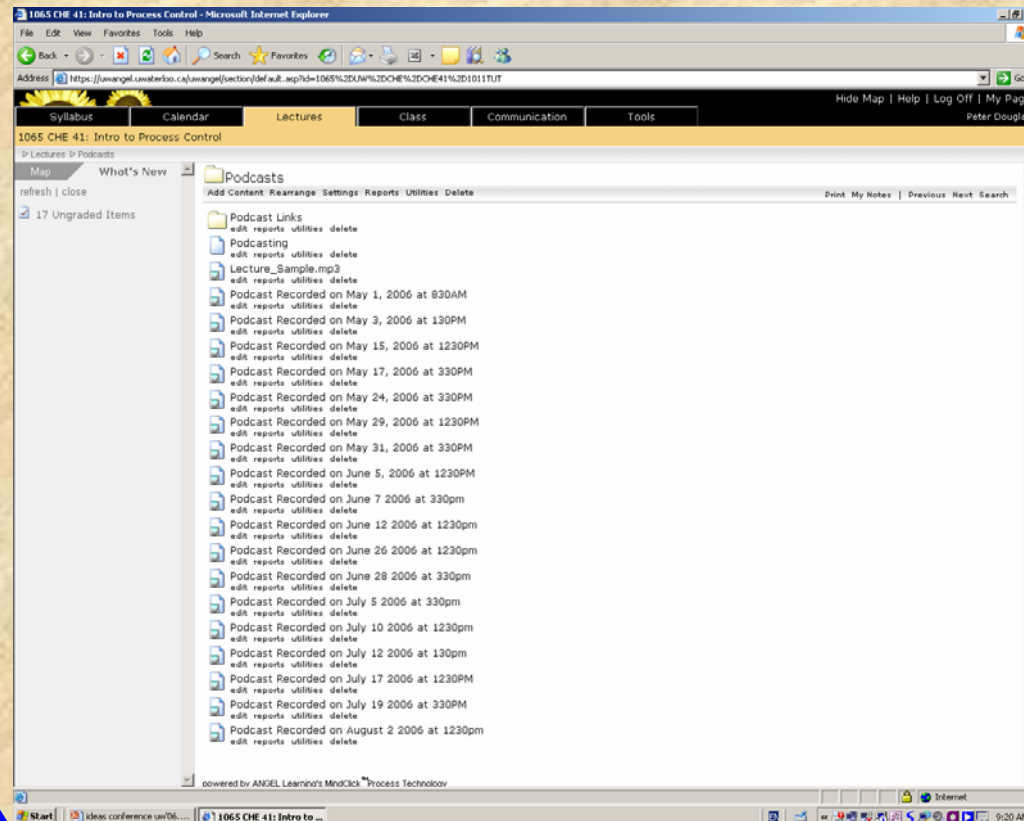 1065 CHE 41: Intro to Process Control - Microsoft Internet Explorer
File Edit View Favorites Tools Help
Back Search Favorites
Address https://uwangel.uwaterloo.ca/uwangel/section/default.asp?id=1065%2DUW%2DCHE%2DCHE41%2D1011TUT Go
Hide Map | Help | Log Off | My Pag
Syllabus Calendar Lectures Class Communication Tools Peter Dougla
1065 CHE 41: Intro to Process Control
Lectures Podcasts
Map What's New
refresh | close
17 Ungraded Items
Podcasts
Add Content Rearrange Settings Reports Utilities Delete Print My Notes | Previous Next Search
Podcast Links
edit reports utilities delete
Podcasting
edit reports utilities delete
Lecture_Sample.mp3
edit reports utilities delete
Podcast Recorded on May 1, 2006 at 830AM
edit reports utilities delete
Podcast Recorded on May 3, 2006 at 130PM
edit reports utilities delete
Podcast Recorded on May 15, 2006 at 1230PM
edit reports utilities delete
Podcast Recorded on May 17, 2006 at 330PM
edit reports utilities delete
Podcast Recorded on May 24, 2006 at 330PM
edit reports utilities delete
Podcast Recorded on May 29, 2006 at 1230PM
edit reports utilities delete
Podcast Recorded on May 31, 2006 at 330PM
edit reports utilities delete
Podcast Recorded on June 5, 2006 at 1230PM
edit reports utilities delete
Podcast Recorded on June 7 2006 at 330pm
edit reports utilities delete
Podcast Recorded on June 12 2006 at 1230pm
edit reports utilities delete
Podcast Recorded on June 26 2006 at 1230pm
edit reports utilities delete
Podcast Recorded on June 28 2006 at 330pm
edit reports utilities delete
Podcast Recorded on July 5 2006 at 330pm
edit reports utilities delete
Podcast Recorded on July 10 2006 at 1230pm
edit reports utilities delete
Podcast Recorded on July 12 2006 at 130pm
edit reports utilities delete
Podcast Recorded on July 17 2006 at 1230PM
edit reports utilities delete
Podcast Recorded on July 19 2006 at 330PM
edit reports utilities delete
Podcast Recorded on August 2 2006 at 1230pm
edit reports utilities delete
powered by ANGEL Learning's MindClick™Process Technology
Internet
Start ideas conference uw'06.... 1065 CHE 41: Intro to ... 9:20 AM